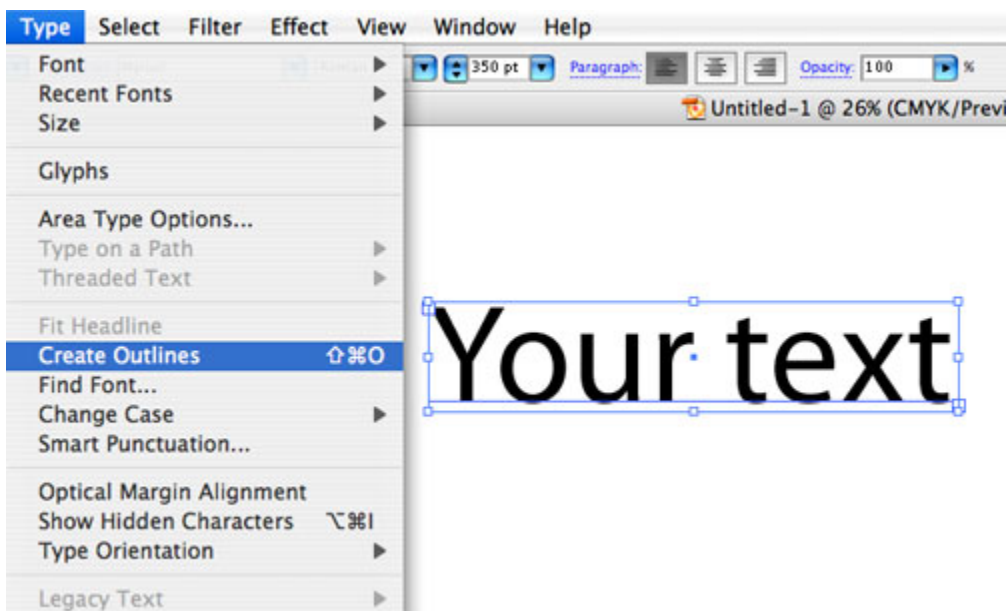 Type Select Filter Effect View Window Help
350 pt Paragraph: Opacity: 100 %
Untitled-1 @ 26% (CMYK/Previ
Font
Recent Fonts
Size
Glyphs
Area Type Options...
Type on a Path
Threaded Text
Fit Headline
Create Outlines ⇧⌘O
Find Font...
Change Case
Smart Punctuation...
Optical Margin Alignment
Show Hidden Characters ⌥⌘I
Type Orientation
Legacy Text
Your text